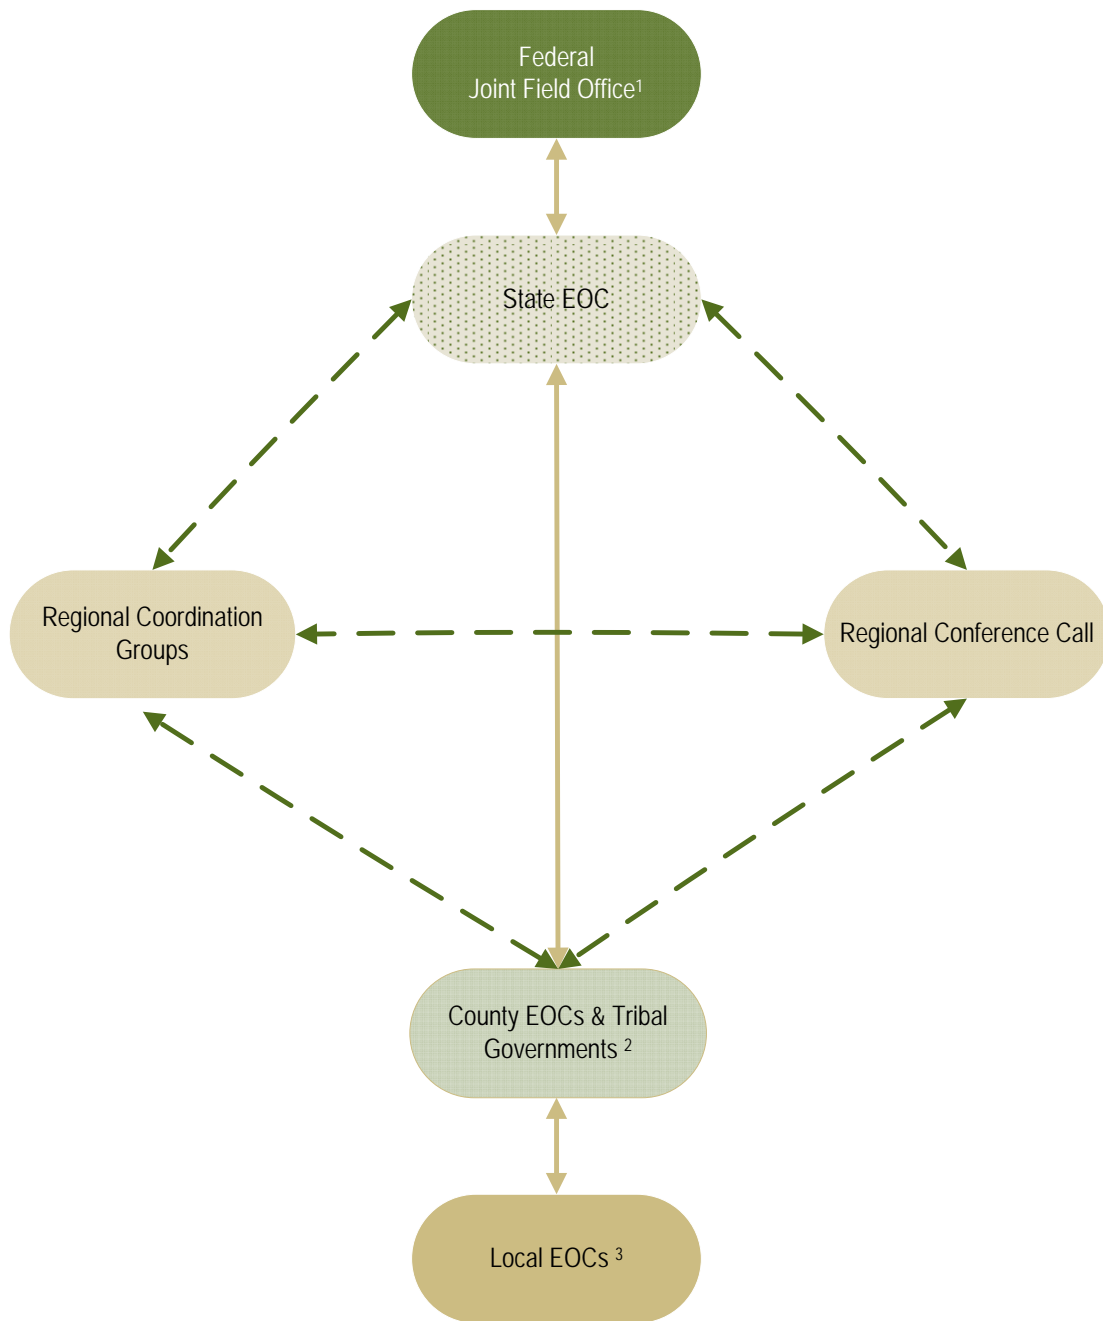 Federal
Joint Field Office¹
State EOC
Regional Coordination
Groups
Regional Conference Call
County EOCs & Tribal
Governments ²
Local EOCs ³